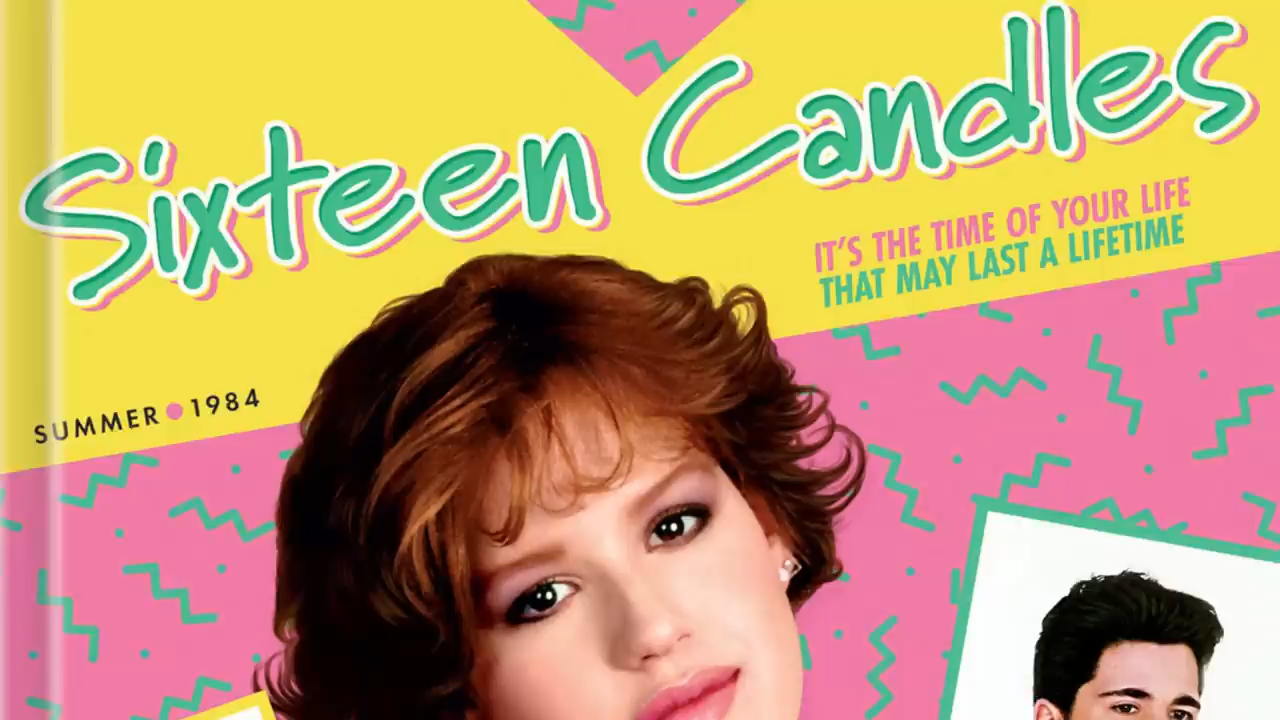 Sixteen Candles
IT'S THE TIME OF YOUR LIFE
THAT MAY LAST A LIFETIME
SUMMER • 1984